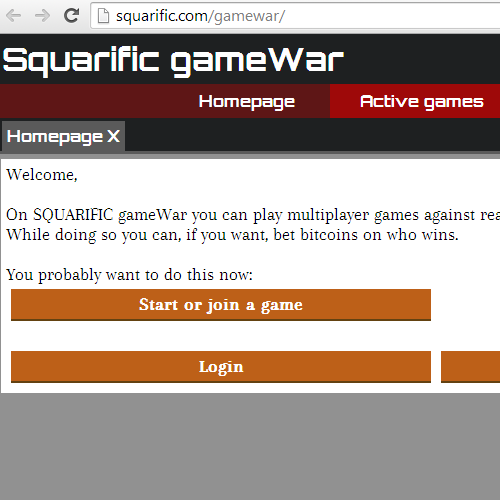 squarific.com/gamewar/
Squarific gameWar
Homepage
Active games
Homepage X
Welcome,
On SQUARIFIC gameWar you can play multiplayer games against
While doing so you can, if you want, bet bitcoins on who wins.
You probably want to do this now:
Start or join a game
Login